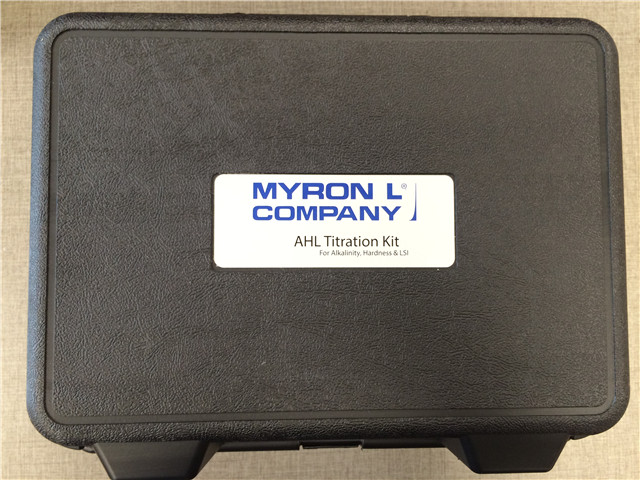 MYRON L®
COMPANY
AHL Titration Kit
For Alkalinity, Hardness & LSI